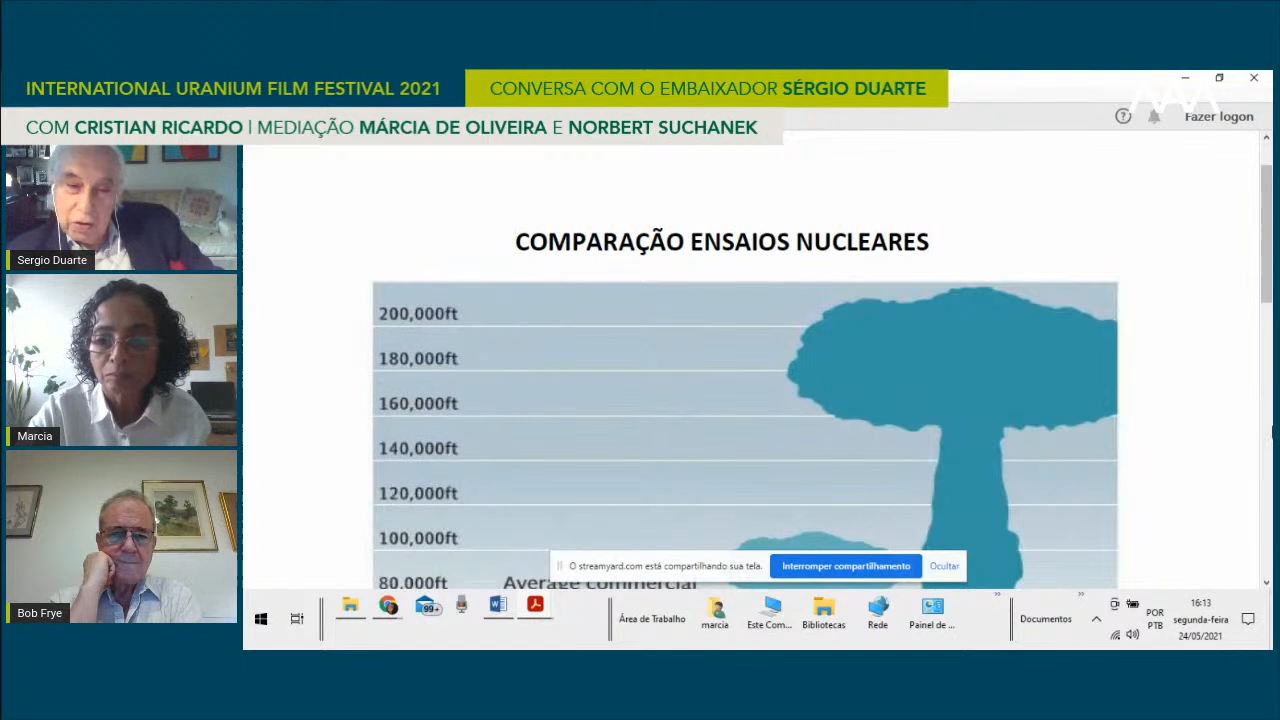 INTERNATIONAL URANIUM FILM FESTIVAL 2021
CONVERSA COM O EMBAIXADOR SÉRGIO DUARTE
COM CRISTIAN RICARDO | MEDIAÇÃO MÁRCIA DE OLIVEIRA E NORBERT SUCHANEK
MAM
Fazer logon
Sergio Duarte
Marcia
Bob Frye
COMPARAÇÃO ENSAIOS NUCLEARES
200,000ft
180,000ft
160,000ft
140,000ft
120,000ft
100,000ft
80,000ft
Average commercial
O streamyard.com está compartilhando sua tela.
Interromper compartilhamento
Ocultar
99+
Área de Trabalho
marcia
Este Com...
Bibliotecas
Rede
Painel de ...
Documentos
POR
PTB
16:13
segunda-feira
24/05/2021